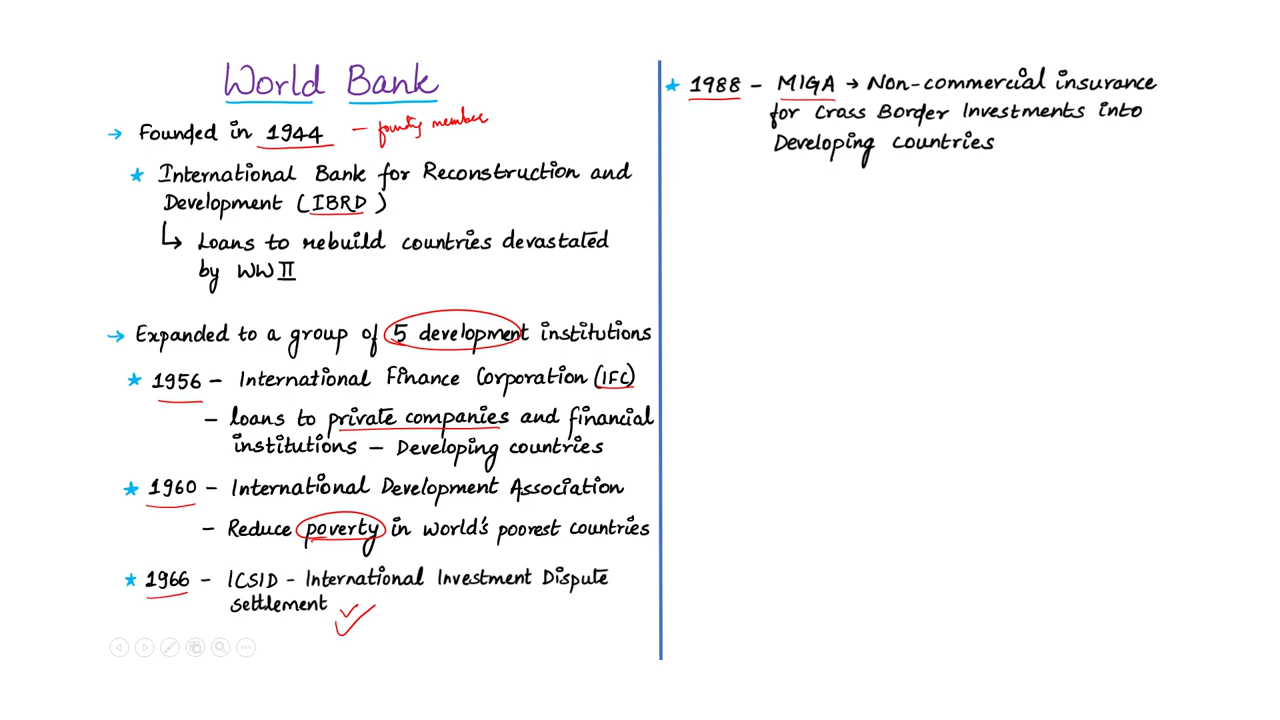 World Bank
→ Founded in 1944 – founding member
★ International Bank for Reconstruction and
Development (IBRD)
↳ Loans to rebuild countries devastated
by WW II
→ Expanded to a group of 5 development institutions
★ 1956 – International Finance Corporation (IFC)
– loans to private companies and financial
institutions – Developing countries
★ 1960 – International Development Association
– Reduce poverty in world's poorest countries
★ 1966 – ICSID – International Investment Dispute
settlement
★ 1988 – MIGA → Non-commercial insurance
for Cross Border Investments into
Developing countries